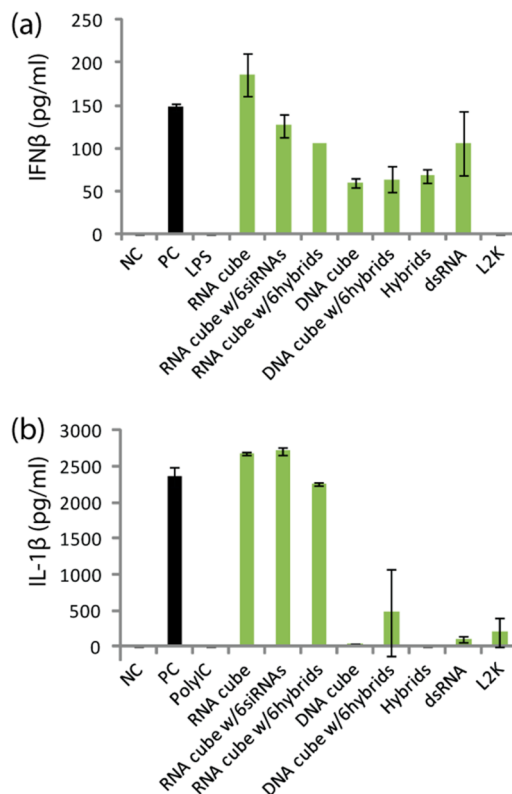 (a)
IFNβ (pg/ml)
250
200
150
100
50
0
NC
PC
LPS
RNA cube
RNA cube w/6siRNAs
RNA cube w/6hybrids
DNA cube
DNA cube w/6hybrids
Hybrids
dsRNA
L2K
(b)
IL-1β (pg/ml)
3000
2500
2000
1500
1000
500
0
NC
PC
PolyIC
RNA cube
RNA cube w/6siRNAs
RNA cube w/6hybrids
DNA cube
DNA cube w/6hybrids
Hybrids
dsRNA
L2K